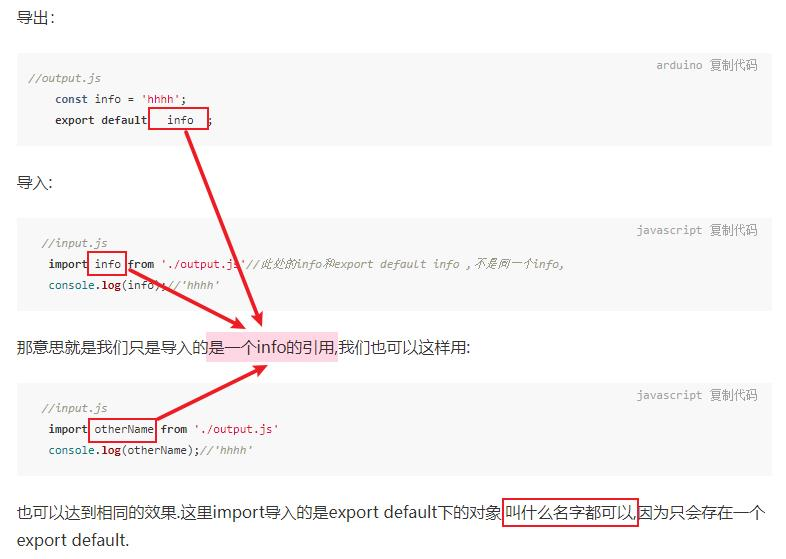 导出:
arduino 复制代码
//output.js
const info = 'hhhh';
export default info ;
导入:
javascript 复制代码
//input.js
import info from './output.js'//此处的info和export default info ,不是同一个info,
console.log(info);//'hhhh'
那意思就是我们只是导入的是一个info的引用,我们也可以这样用:
javascript 复制代码
//input.js
import otherName from './output.js'
console.log(otherName);//'hhhh'
也可以达到相同的效果.这里import导入的是export default下的对象,叫什么名字都可以,因为只会存在一个
export default.